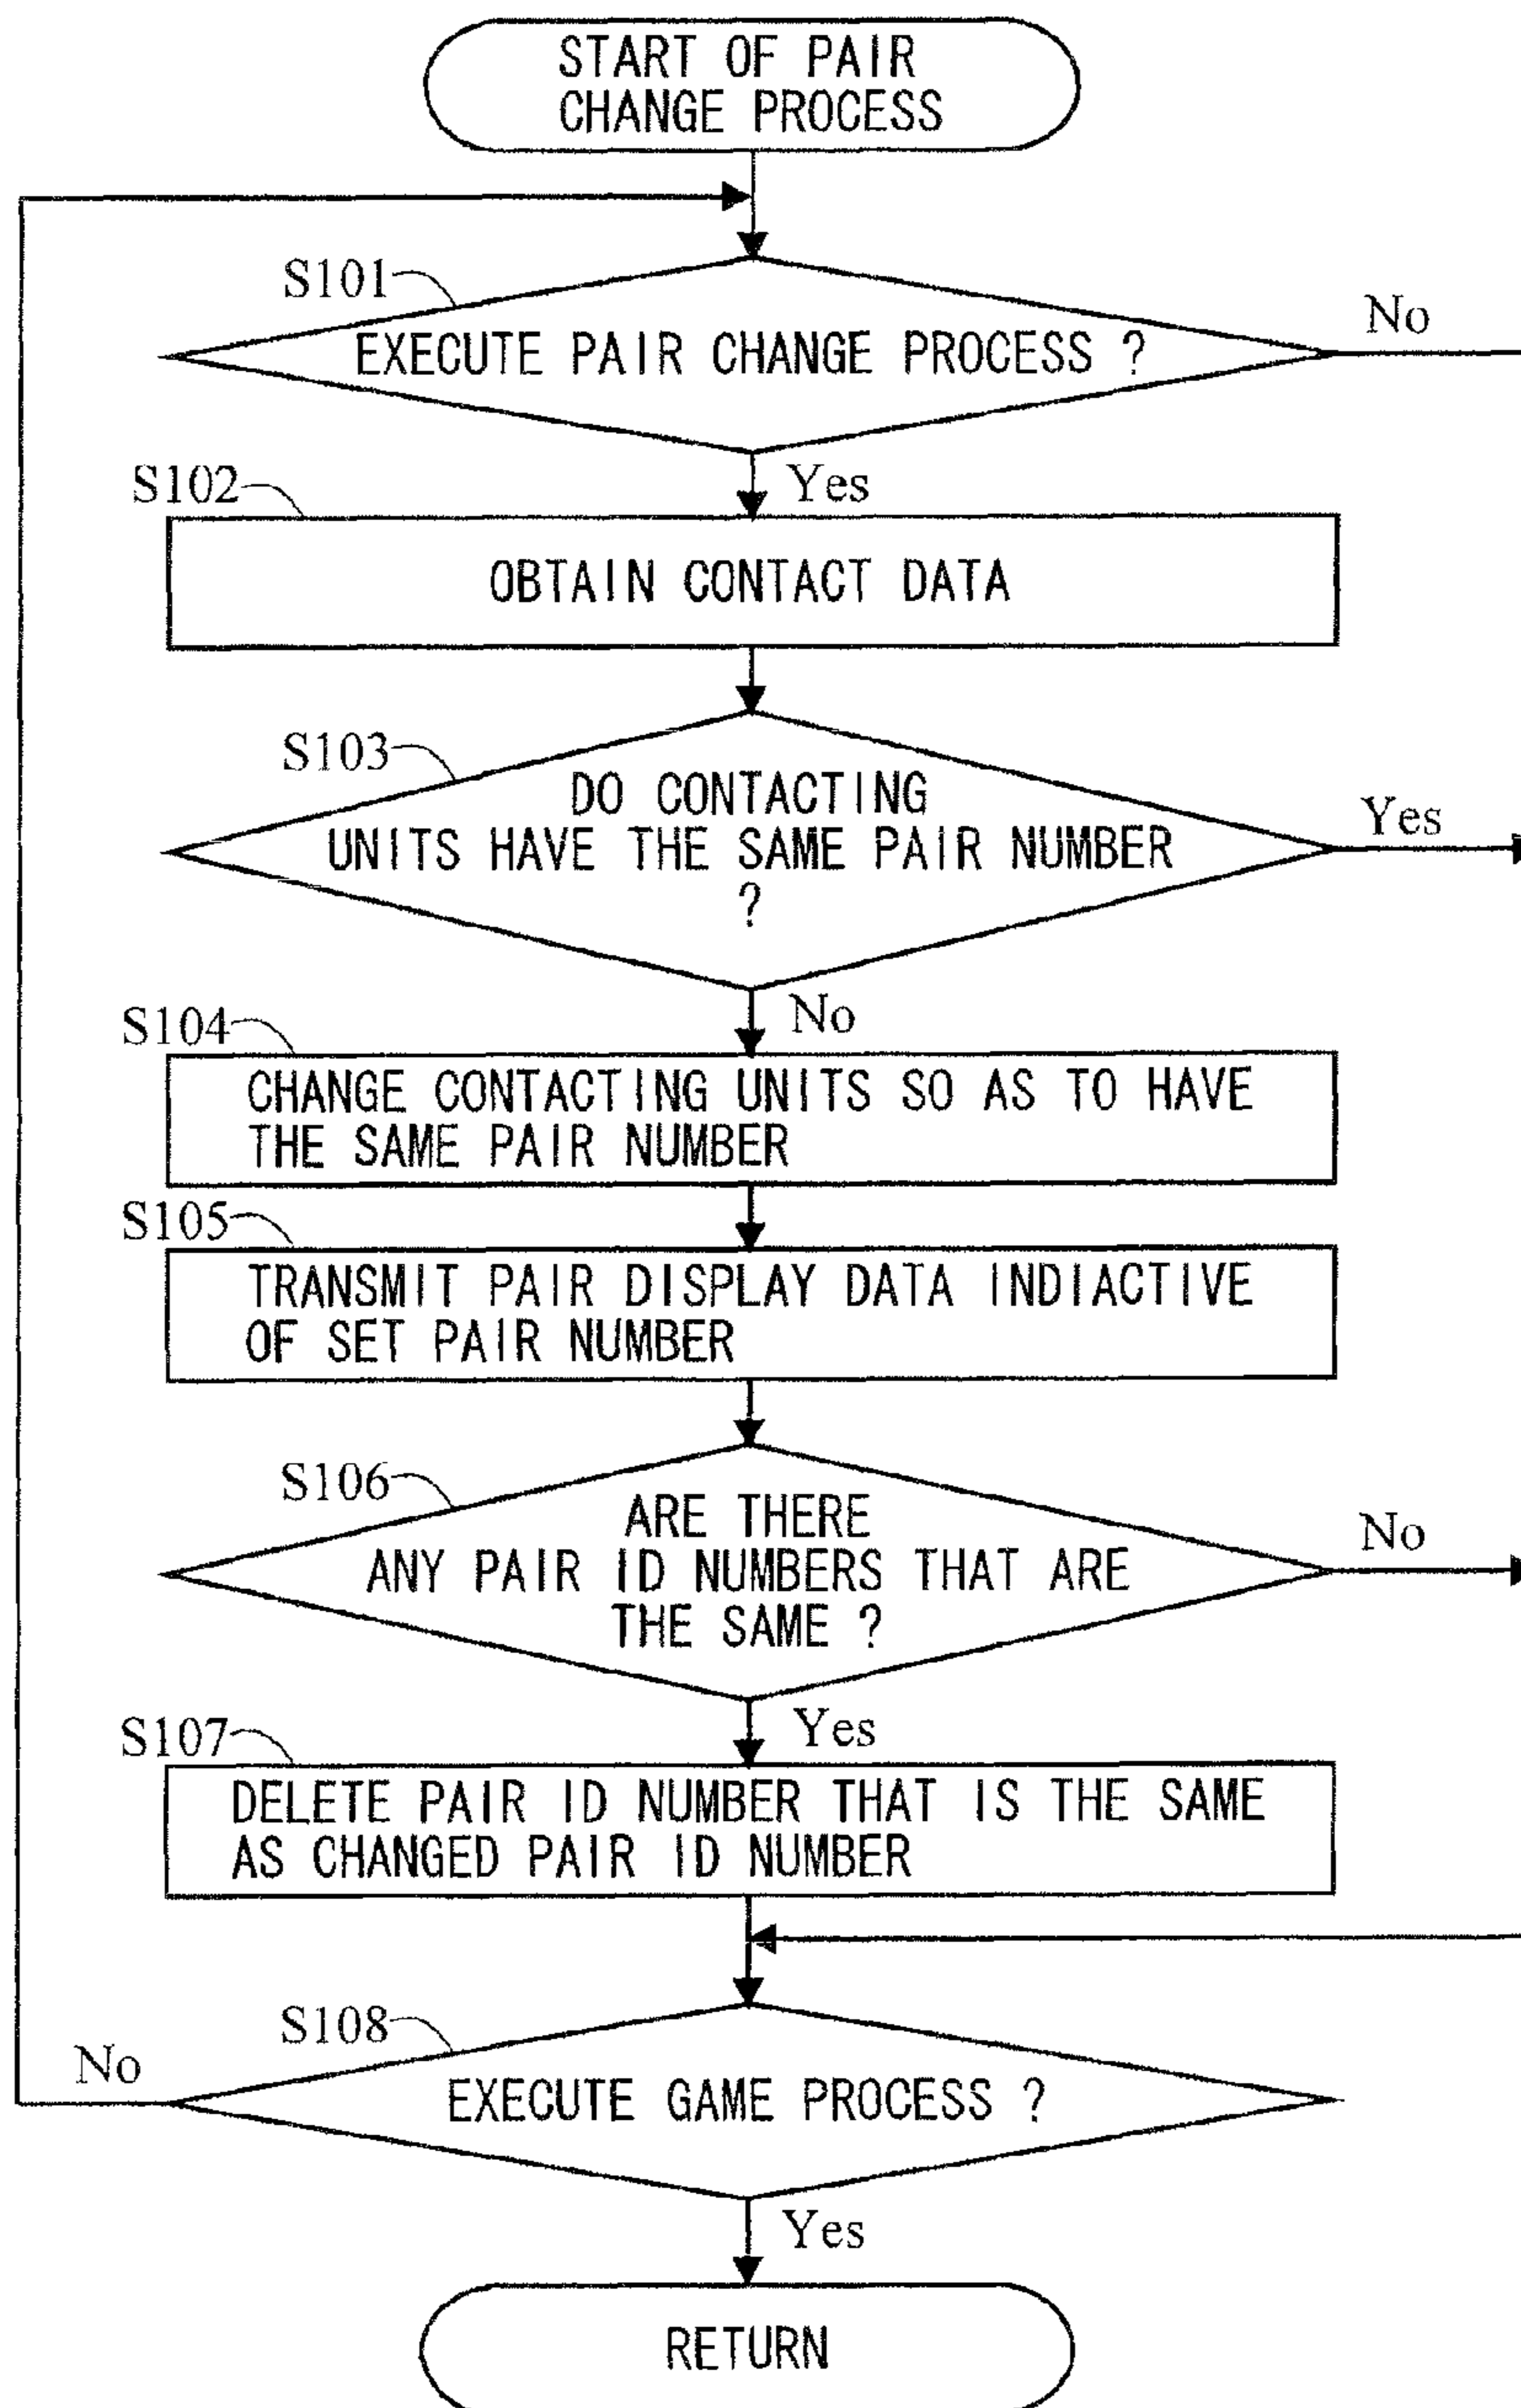 START OF PAIR
CHANGE PROCESS
S101
EXECUTE PAIR CHANGE PROCESS ?
No
Yes
S102
OBTAIN CONTACT DATA
S103
DO CONTACTING
UNITS HAVE THE SAME PAIR NUMBER
?
Yes
No
S104
CHANGE CONTACTING UNITS SO AS TO HAVE
THE SAME PAIR NUMBER
S105
TRANSMIT PAIR DISPLAY DATA INDIACTIVE
OF SET PAIR NUMBER
S106
ARE THERE
ANY PAIR ID NUMBERS THAT ARE
THE SAME ?
No
Yes
S107
DELETE PAIR ID NUMBER THAT IS THE SAME
AS CHANGED PAIR ID NUMBER
S108
No
EXECUTE GAME PROCESS ?
Yes
RETURN